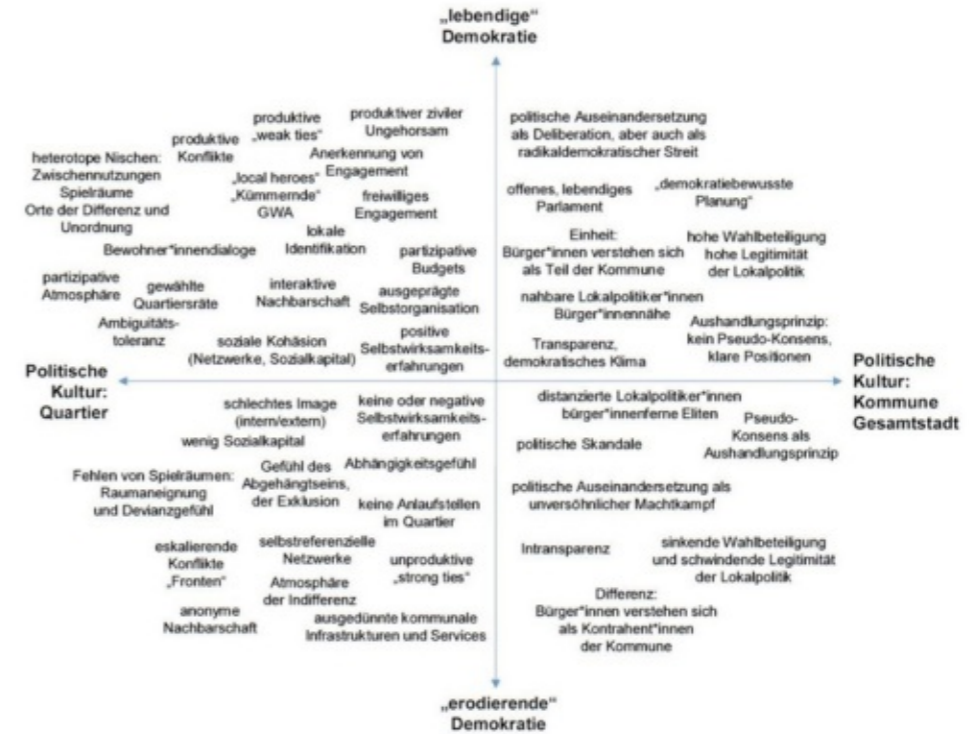 „lebendige“
Demokratie
produktive
„weak ties“
produktiver ziviler
Ungehorsam
produktive
Konflikte
heterotope Nischen:
Zwischennutzungen
Spielräume
Orte der Differenz und
Unordnung
Anerkennung von
Engagement
„local heroes“
„Kümmernde“
GWA
freiwilliges
Engagement
lokale
Identifikation
Bewohner*innendialoge
partizipative
Budgets
partizipative
Atmosphäre
gewählte
Quartiersräte
interaktive
Nachbarschaft
ausgeprägte
Selbstorganisation
Ambiguitäts-
toleranz
soziale Kohäsion
(Netzwerke, Sozialkapital)
positive
Selbstwirksamkeits-
erfahrungen
politische Auseinandersetzung
als Deliberation, aber auch als
radikaldemokratischer Streit
offenes, lebendiges
Parlament
„demokratiebewusste
Planung“
Einheit:
Bürger*innen verstehen sich
als Teil der Kommune
hohe Wahlbeteiligung
hohe Legitimität
der Lokalpolitik
nahbare Lokalpolitiker*innen
Bürger*innennähe
Transparenz,
demokratisches Klima
Aushandlungsprinzip:
kein Pseudo-Konsens,
klare Positionen
Politische
Kultur:
Quartier
Politische
Kultur:
Kommune
Gesamtstadt
schlechtes Image
(intern/extern)
keine oder negative
Selbstwirksamkeits-
erfahrungen
wenig Sozialkapital
Fehlen von Spielräumen:
Raumaneignung
und Devianzgefühl
Gefühl des
Abgehängtseins,
der Exklusion
Abhängigkeitsgefühl
keine Anlaufstellen
im Quartier
eskalierende
Konflikte
„Fronten“
selbstreferenzielle
Netzwerke
unproduktive
„strong ties“
Atmosphäre
der Indifferenz
anonyme
Nachbarschaft
ausgedünnte kommunale
Infrastrukturen und Services
distanzierte Lokalpolitiker*innen
bürger*innenferne Eliten
Pseudo-
Konsens als
Aushandlungsprinzip
politische Skandale
politische Auseinandersetzung als
unversöhnlicher Machtkampf
Intransparenz
sinkende Wahlbeteiligung
und schwindende Legitimität
der Lokalpolitik
Differenz:
Bürger*innen verstehen sich
als Kontrahent*innen
der Kommune
„erodierende“
Demokratie